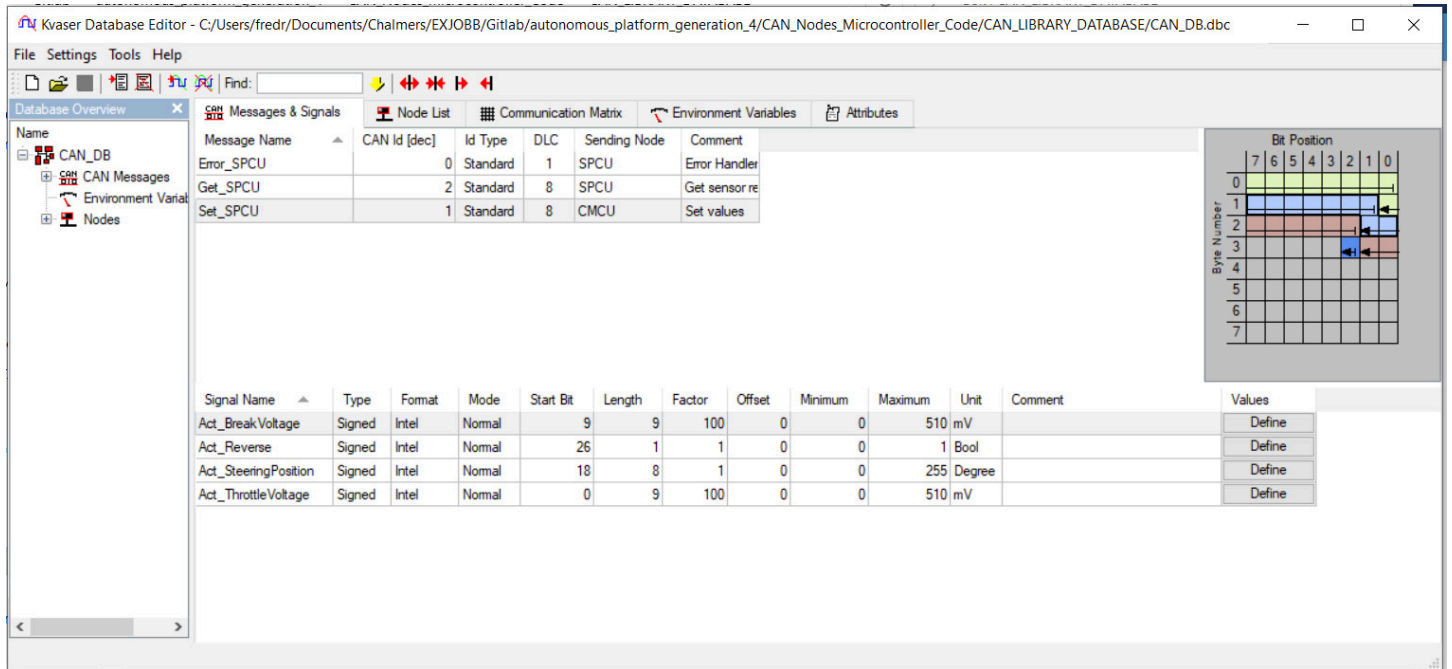 Kvaser Database Editor - C:/Users/fredr/Documents/Chalmers/EXJOBB/Gitlab/autonomous_platform_generation_4/CAN_Nodes_Microcontroller_Code/CAN_LIBRARY_DATABASE/CAN_DB.dbc
File Settings Tools Help
Find:
Database Overview
Messages & Signals Node List Communication Matrix Environment Variables Attributes
Name
CAN_DB
CAN Messages
Environment Variab
Nodes
Message Name CAN Id [dec] Id Type DLC Sending Node Comment
Error_SPCU 0 Standard 1 SPCU Error Handler
Get_SPCU 2 Standard 8 SPCU Get sensor re
Set_SPCU 1 Standard 8 CMCU Set values
Bit Position
7 6 5 4 3 2 1 0
Byte Number
0
1
2
3
4
5
6
7
Signal Name Type Format Mode Start Bit Length Factor Offset Minimum Maximum Unit Comment Values
Act_BreakVoltage Signed Intel Normal 9 9 100 0 0 510 mV Define
Act_Reverse Signed Intel Normal 26 1 1 0 0 1 Bool Define
Act_SteeringPosition Signed Intel Normal 18 8 1 0 0 255 Degree Define
Act_ThrottleVoltage Signed Intel Normal 0 9 100 0 0 510 mV Define